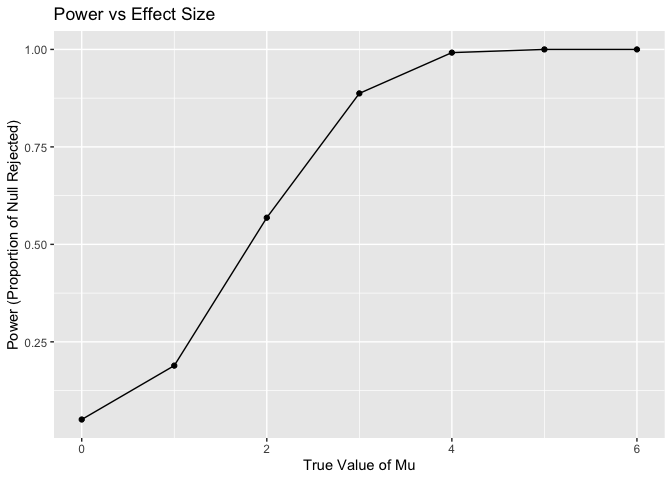 Power vs Effect Size
1.00
0.75
0.50
0.25
Power (Proportion of Null Rejected)
0 2 4 6
True Value of Mu